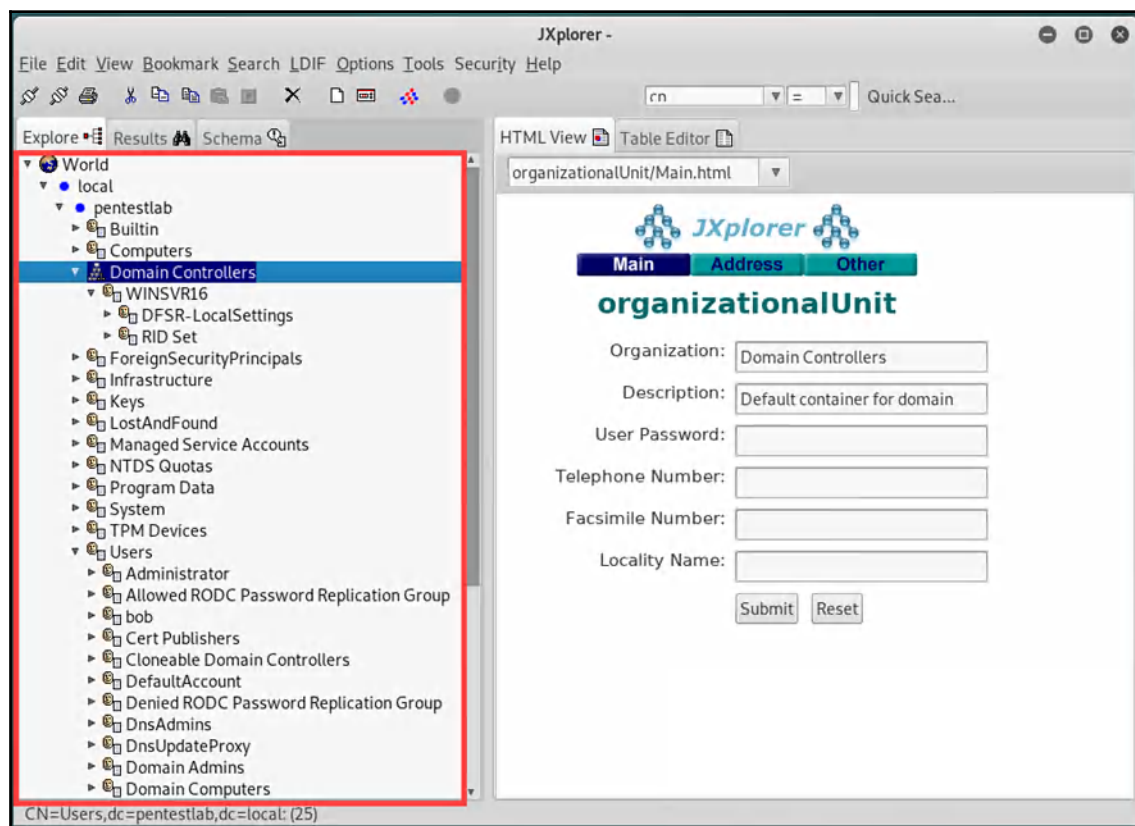 JXplorer -
File Edit View Bookmark Search LDIF Options Tools Security Help
cn = Quick Sea...
Explore Results Schema
World
local
pentestlab
Builtin
Computers
Domain Controllers
WINSVR16
DFSR-LocalSettings
RID Set
ForeignSecurityPrincipals
Infrastructure
Keys
LostAndFound
Managed Service Accounts
NTDS Quotas
Program Data
System
TPM Devices
Users
Administrator
Allowed RODC Password Replication Group
bob
Cert Publishers
Cloneable Domain Controllers
DefaultAccount
Denied RODC Password Replication Group
DnsAdmins
DnsUpdateProxy
Domain Admins
Domain Computers
HTML View Table Editor
organizationalUnit/Main.html
JXplorer
Main Address Other
organizationalUnit
Organization: Domain Controllers
Description: Default container for domain
User Password:
Telephone Number:
Facsimile Number:
Locality Name:
Submit Reset
CN=Users,dc=pentestlab,dc=local: (25)